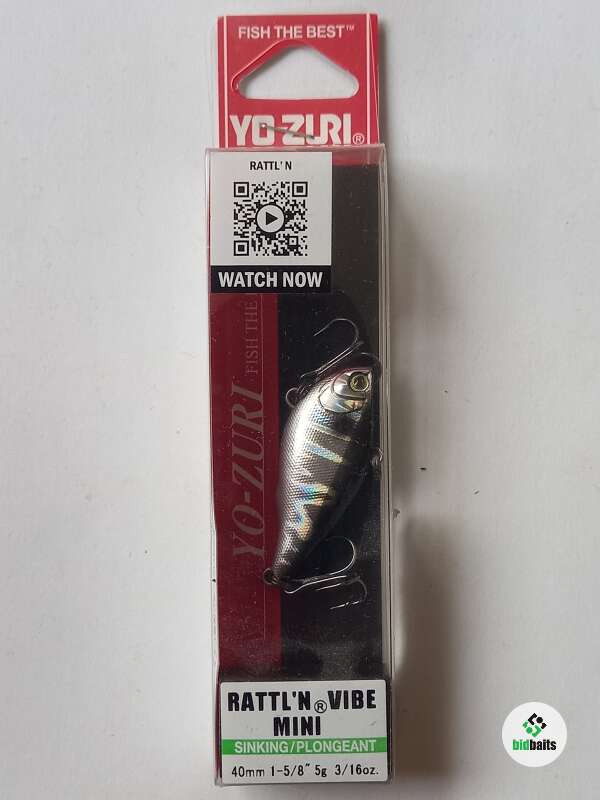 FISH THE BEST™
YO-ZURI®
RATTL'N
WATCH NOW
YO-ZURI FISH THE
RATTL'N® VIBE
MINI
SINKING/PLONGEANT
40mm 1-5/8" 5g 3/16oz.
bidbaits